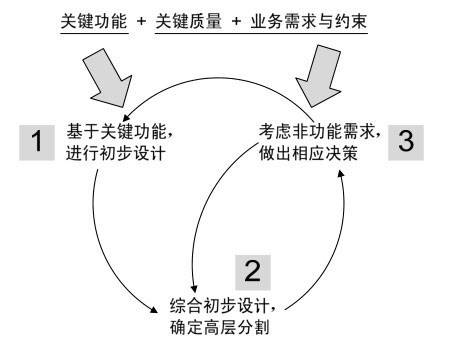 关键功能 + 关键质量 + 业务需求与约束
1
基于关键功能，
进行初步设计
考虑非功能需求，
做出相应决策
3
2
综合初步设计，
确定高层分割